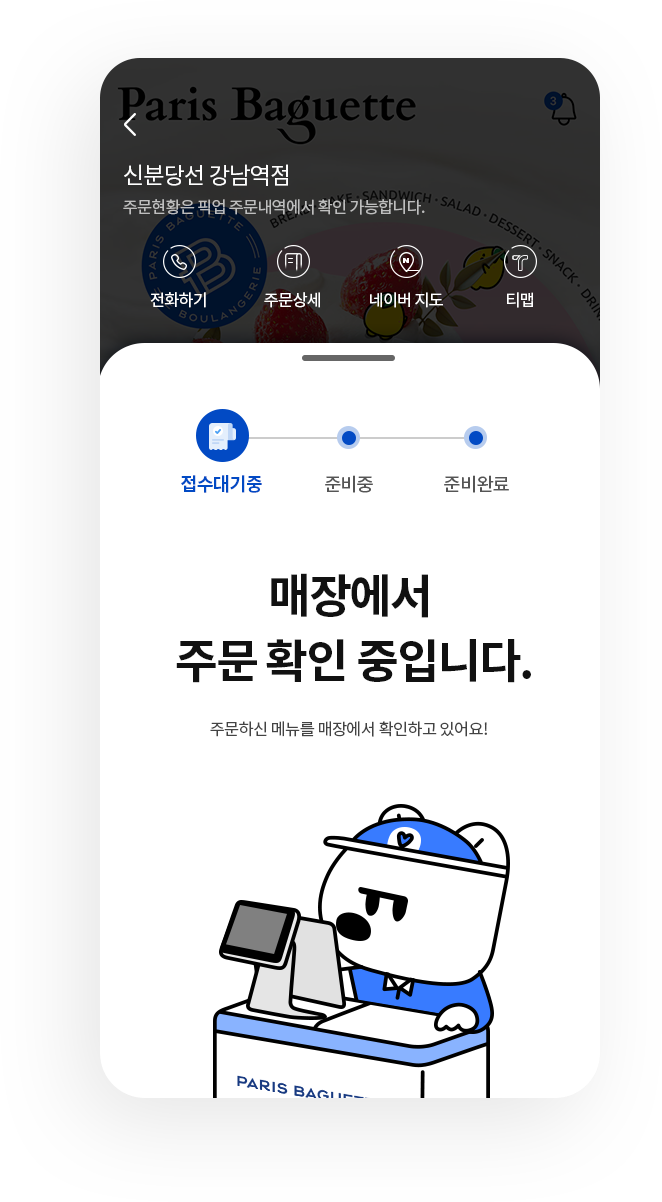 Paris Baguette
3
신분당선 강남역점
주문현황은 픽업 주문내역에서 확인 가능합니다.
BREAD · CAKE · SANDWICH · SALAD · DESSERT · SNACK · DRINK
PARIS BAGUETTE
PB
BOULANGERIE
전화하기
주문상세
N
네이버 지도
T
티맵
접수대기중
준비중
준비완료
매장에서
주문 확인 중입니다.
주문하신 메뉴를 매장에서 확인하고 있어요!
PARIS BAGUETTE